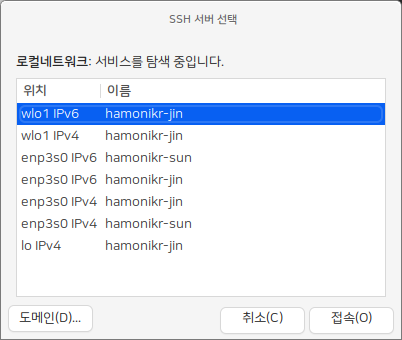 SSH 서버 선택
로컬네트워크: 서비스를 탐색 중입니다.
위치 이름
wlo1 IPv6 hamonikr-jin
wlo1 IPv4 hamonikr-jin
enp3s0 IPv6 hamonikr-sun
enp3s0 IPv6 hamonikr-jin
enp3s0 IPv4 hamonikr-jin
enp3s0 IPv4 hamonikr-sun
lo IPv4 hamonikr-jin
도메인(D)... 취소(C) 접속(O)